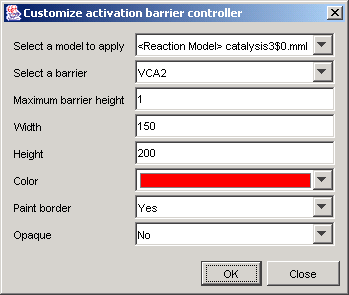 Customize activation barrier controller
Select a model to apply <Reaction Model> catalysis3$0.mml
Select a barrier VCA2
Maximum barrier height 1
Width 150
Height 200
Color
Paint border Yes
Opaque No
OK Close